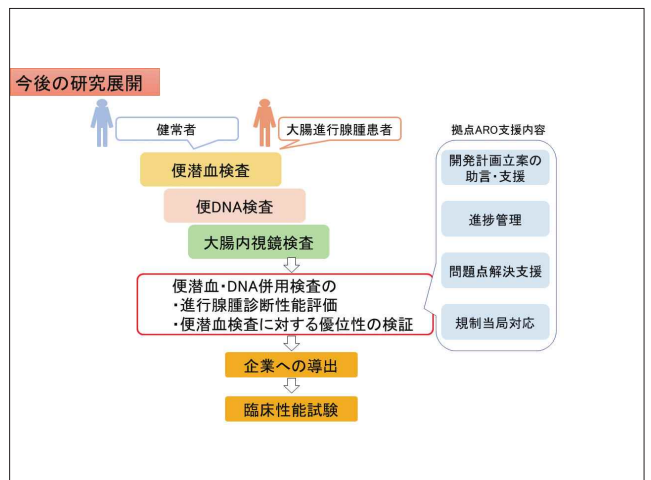 今後の研究展開
健常者
大腸進行腺腫患者
便潜血検査
便DNA検査
大腸内視鏡検査
便潜血・DNA併用検査の
・進行腺腫診断性能評価
・便潜血検査に対する優位性の検証
企業への導出
臨床性能試験
拠点ARO支援内容
開発計画立案の
助言・支援
進捗管理
問題点解決支援
規制当局対応